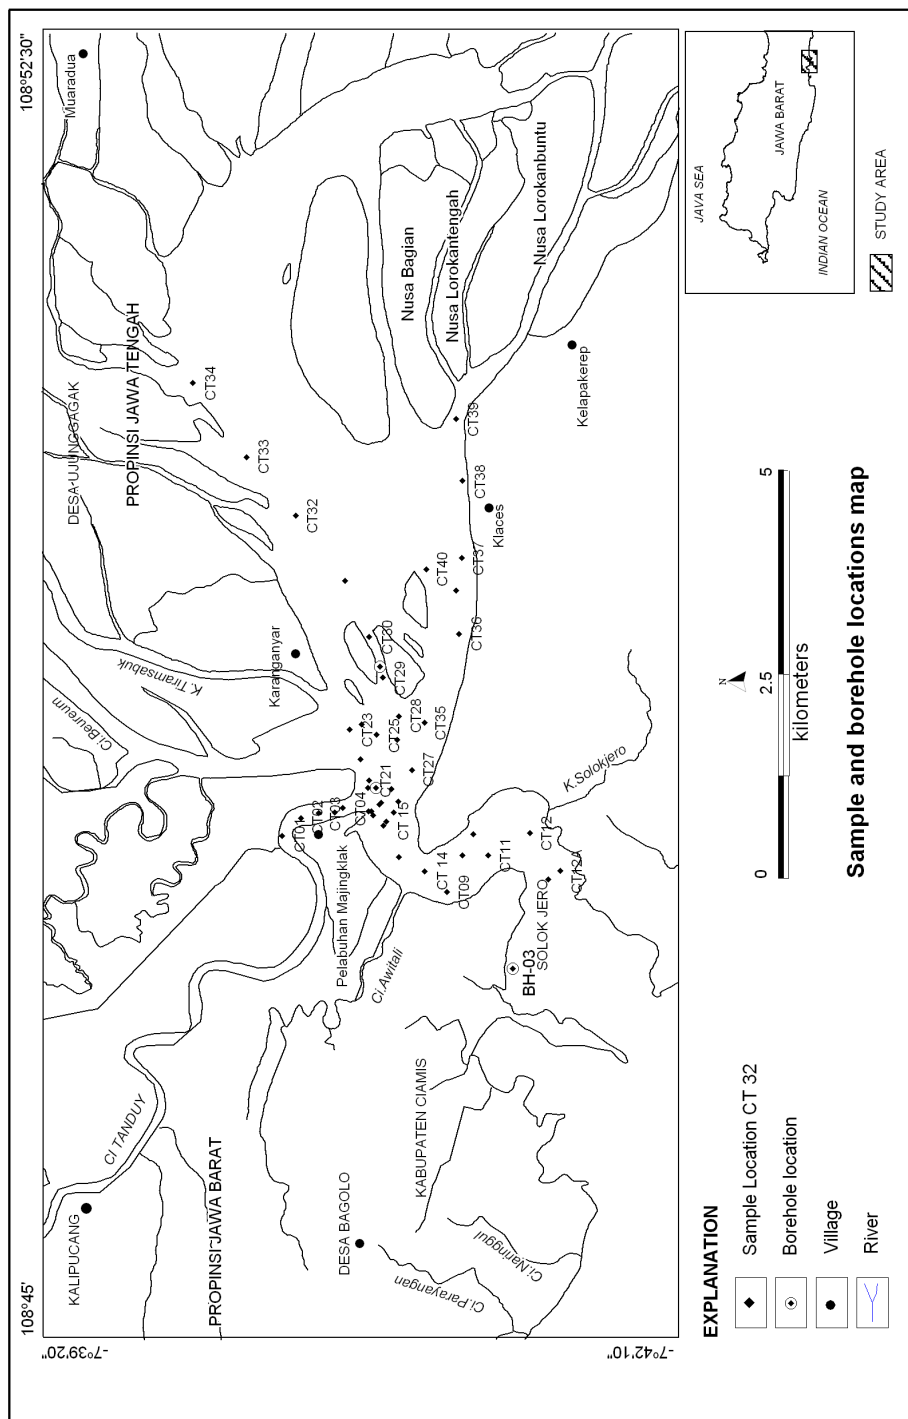 108°45'
108°52'30"
-7°39'20"
-7°42'10"
KALIPUCANG
CI TANDUY
PROPINSI JAWA BARAT
DESA BAGOLO
Ci.Parayangan
Ci.Naringgul
KABUPATEN CIAMIS
Ci.Awitali
Pelabuhan Majingklak
BH-03
SOLOK JERO
K.Solokjero
Ci.Beureum
K.Tiramsabuk
Karanganyar
DESA-UJUNGGAGAK
PROPINSI JAWA TENGAH
Muaradua
Nusa Bagian
Nusa Lorokantengah
Nusa Lorokanbuntu
Kelapakerep
Klaces
CT01
CT02
CT03
CT04
CT 15
CT21
CT23
CT25
CT27
CT28
CT29
CT30
CT32
CT33
CT34
CT35
CT36
CT37
CT38
CT39
CT40
CT 14
CT09
CT11
CT12
CT12A
EXPLANATION
Sample Location CT 32
Borehole location
Village
River
N
0
2.5
5
kilometers
Sample and borehole locations map
JAVA SEA
JAWA BARAT
INDIAN OCEAN
STUDY AREA